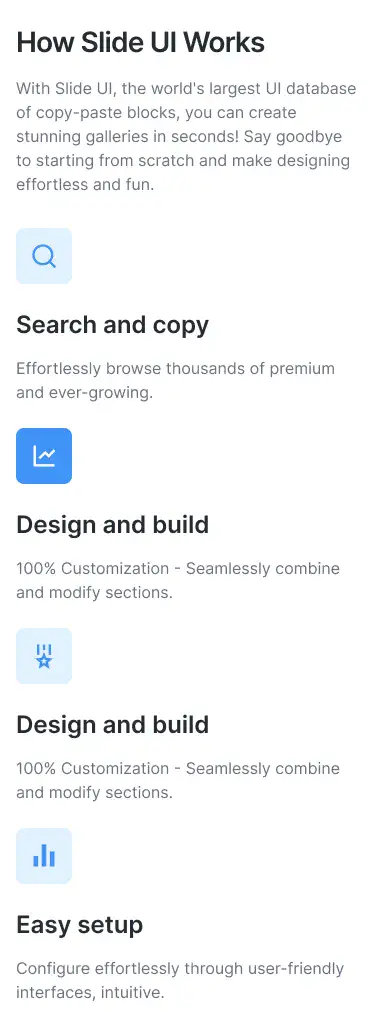 How Slide UI Works
With Slide UI, the world's largest UI database
of copy-paste blocks, you can create
stunning galleries in seconds! Say goodbye
to starting from scratch and make designing
effortless and fun.
Search and copy
Effortlessly browse thousands of premium
and ever-growing.
Design and build
100% Customization - Seamlessly combine
and modify sections.
Design and build
100% Customization - Seamlessly combine
and modify sections.
Easy setup
Configure effortlessly through user-friendly
interfaces, intuitive.